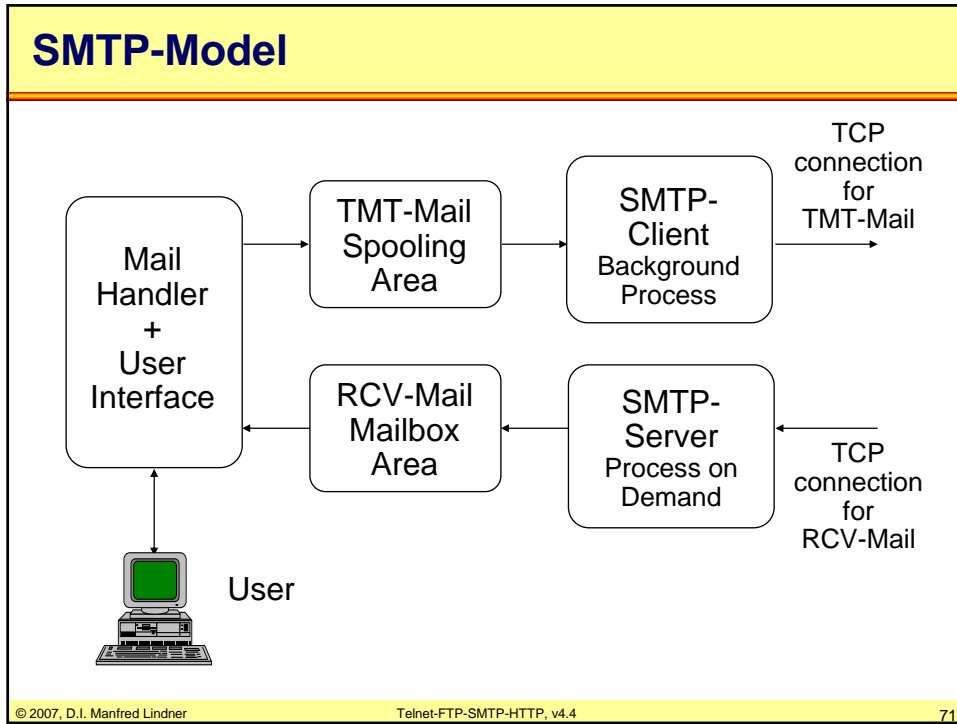 SMTP-Model
Mail
Handler
+
User
Interface
TMT-Mail
Spooling
Area
SMTP-
Client
Background
Process
TCP
connection
for
TMT-Mail
RCV-Mail
Mailbox
Area
SMTP-
Server
Process on
Demand
TCP
connection
for
RCV-Mail
User
© 2007, D.I. Manfred Lindner
Telnet-FTP-SMTP-HTTP, v4.4
71